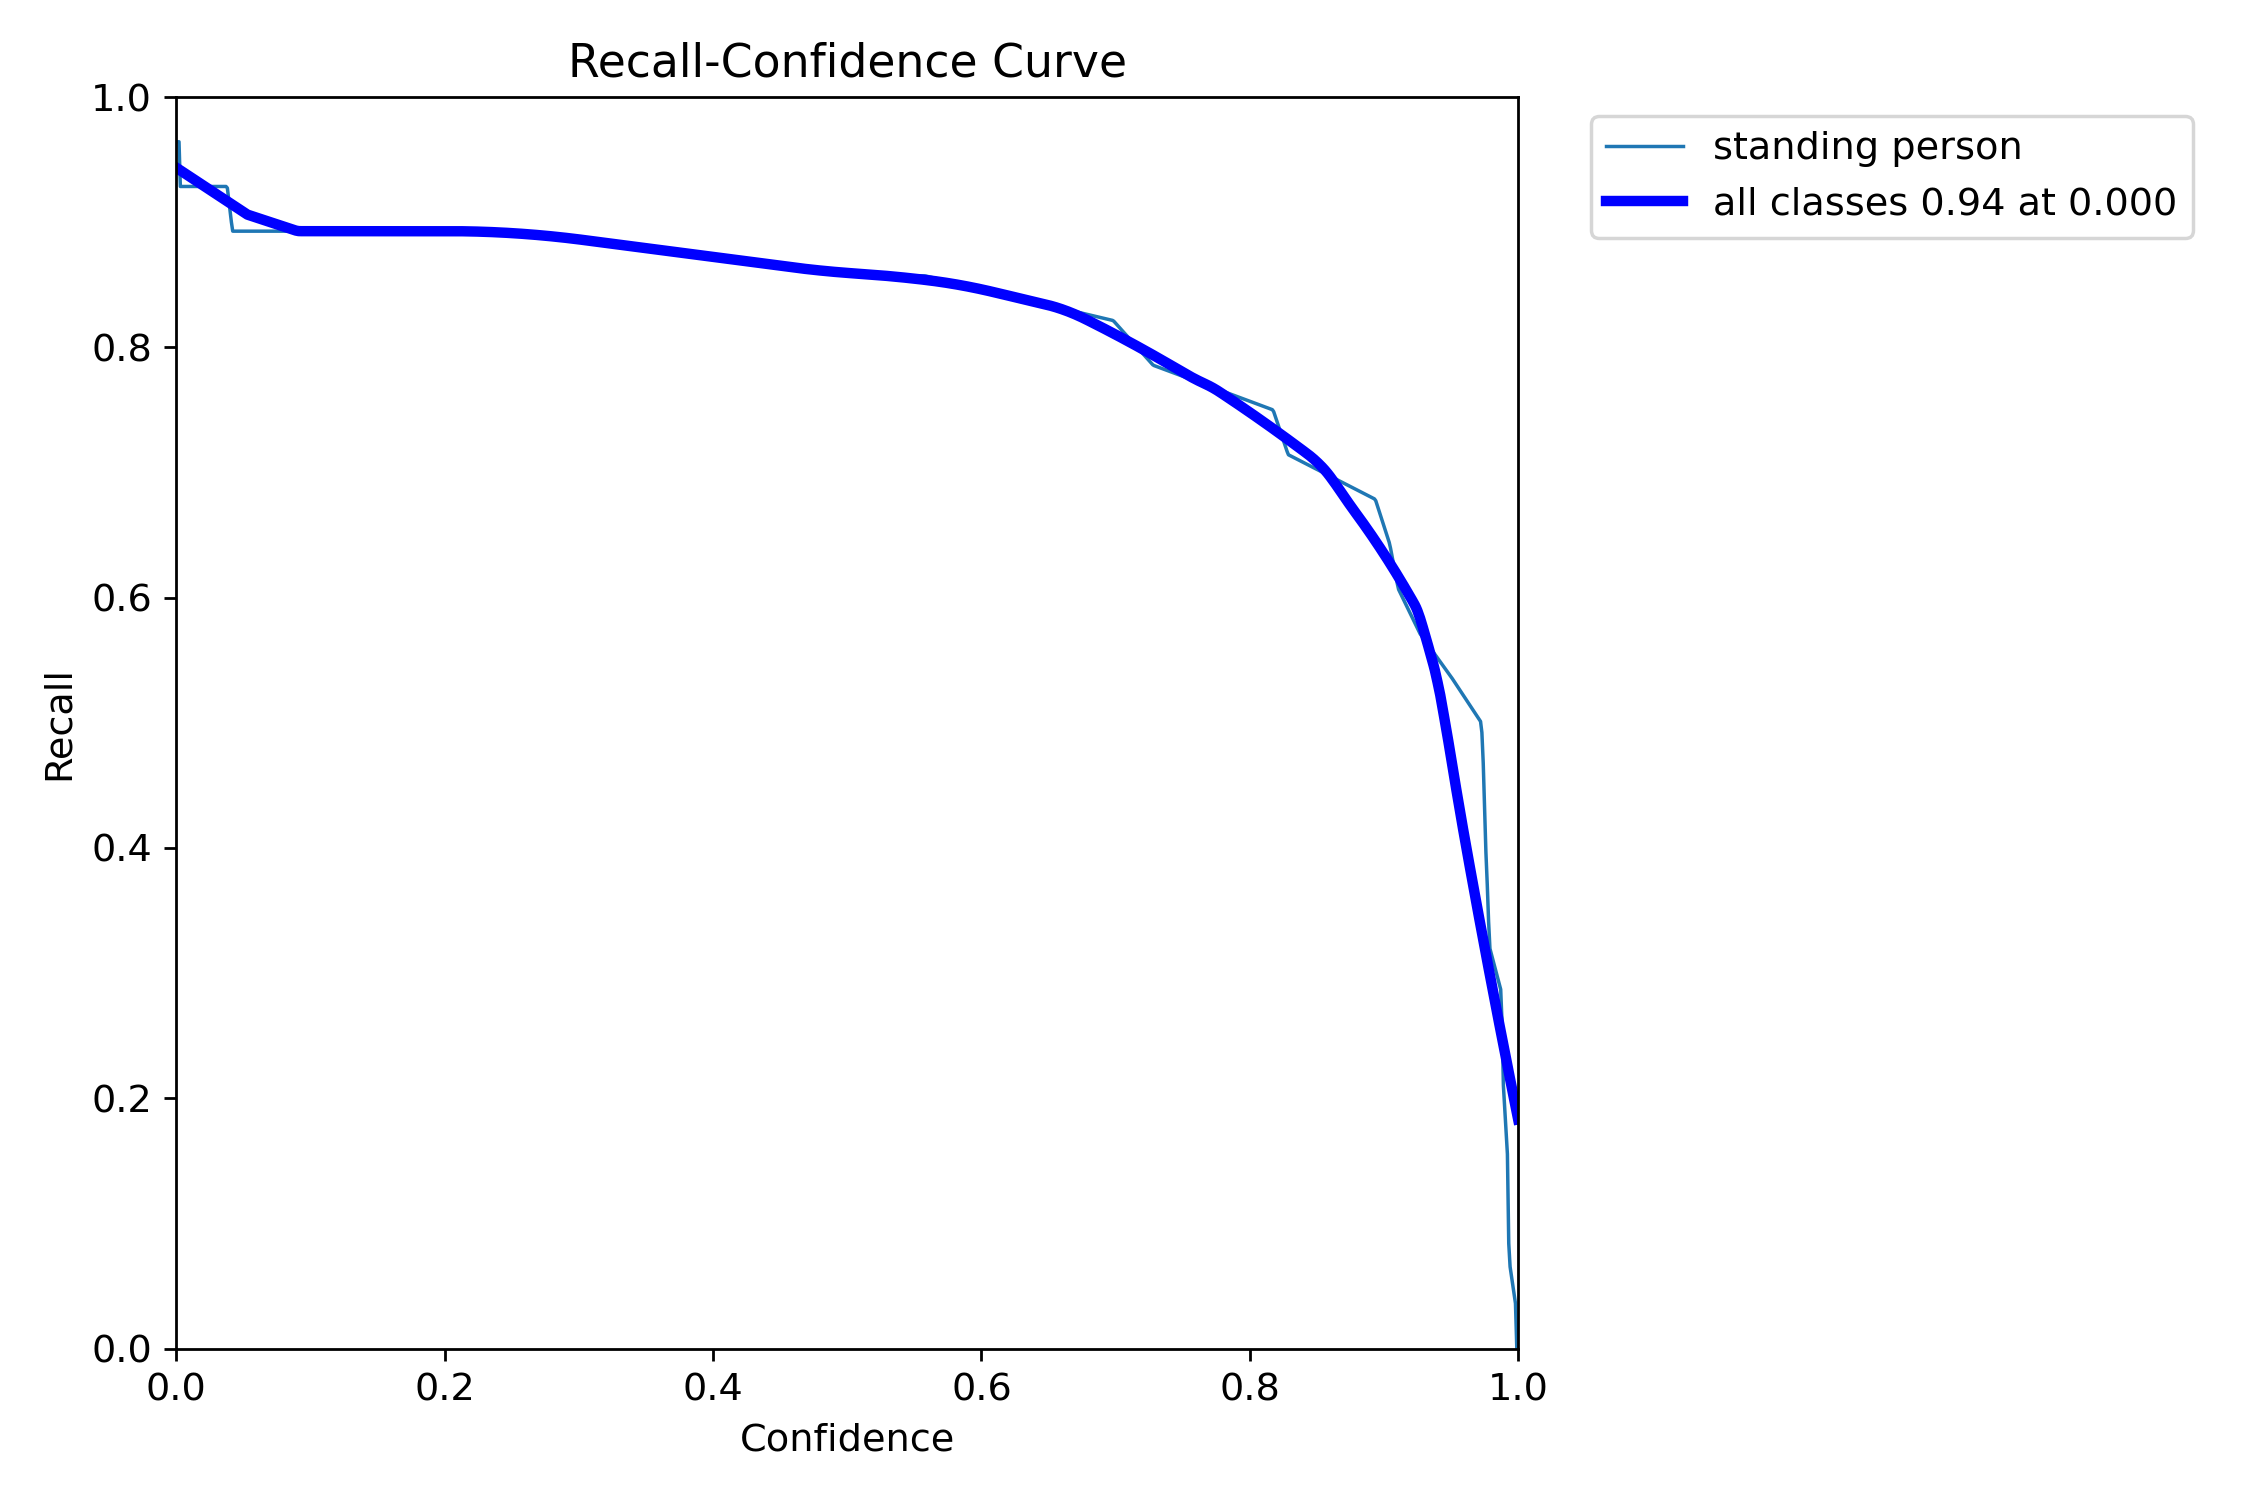 Recall-Confidence Curve
1.0
0.8
0.6
0.4
0.2
0.0
Recall
0.0 0.2 0.4 0.6 0.8 1.0
Confidence
standing person
all classes 0.94 at 0.000